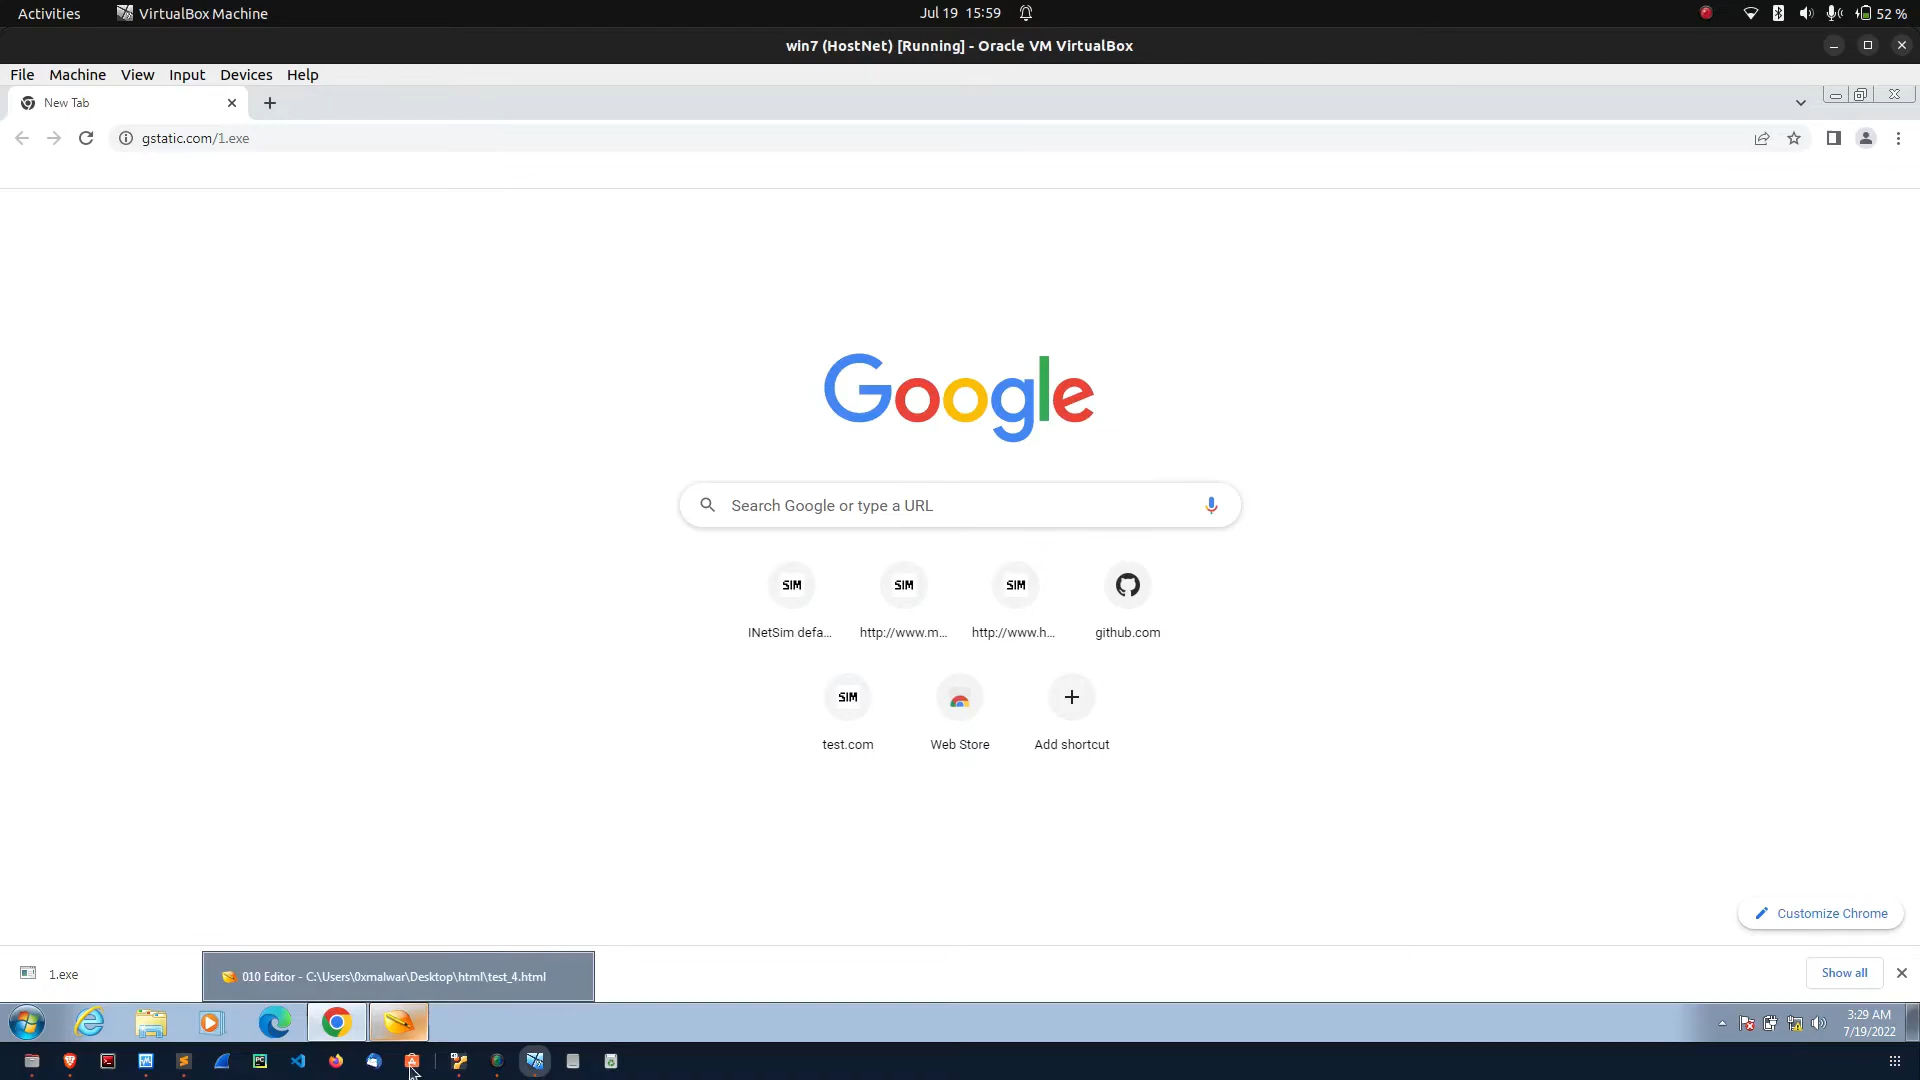 Activities VirtualBox Machine Jul 19 15:59 52 %
win7 (HostNet) [Running] - Oracle VM VirtualBox
File Machine View Input Devices Help
New Tab
gstatic.com/1.exe
Google
Search Google or type a URL
SIM SIM SIM
INetSim defa... http://www.m... http://www.h... github.com
SIM
test.com Web Store Add shortcut
Customize Chrome
1.exe 010 Editor - C:\Users\0xmalwar\Desktop\html\test_4.html Show all
3:29 AM
7/19/2022